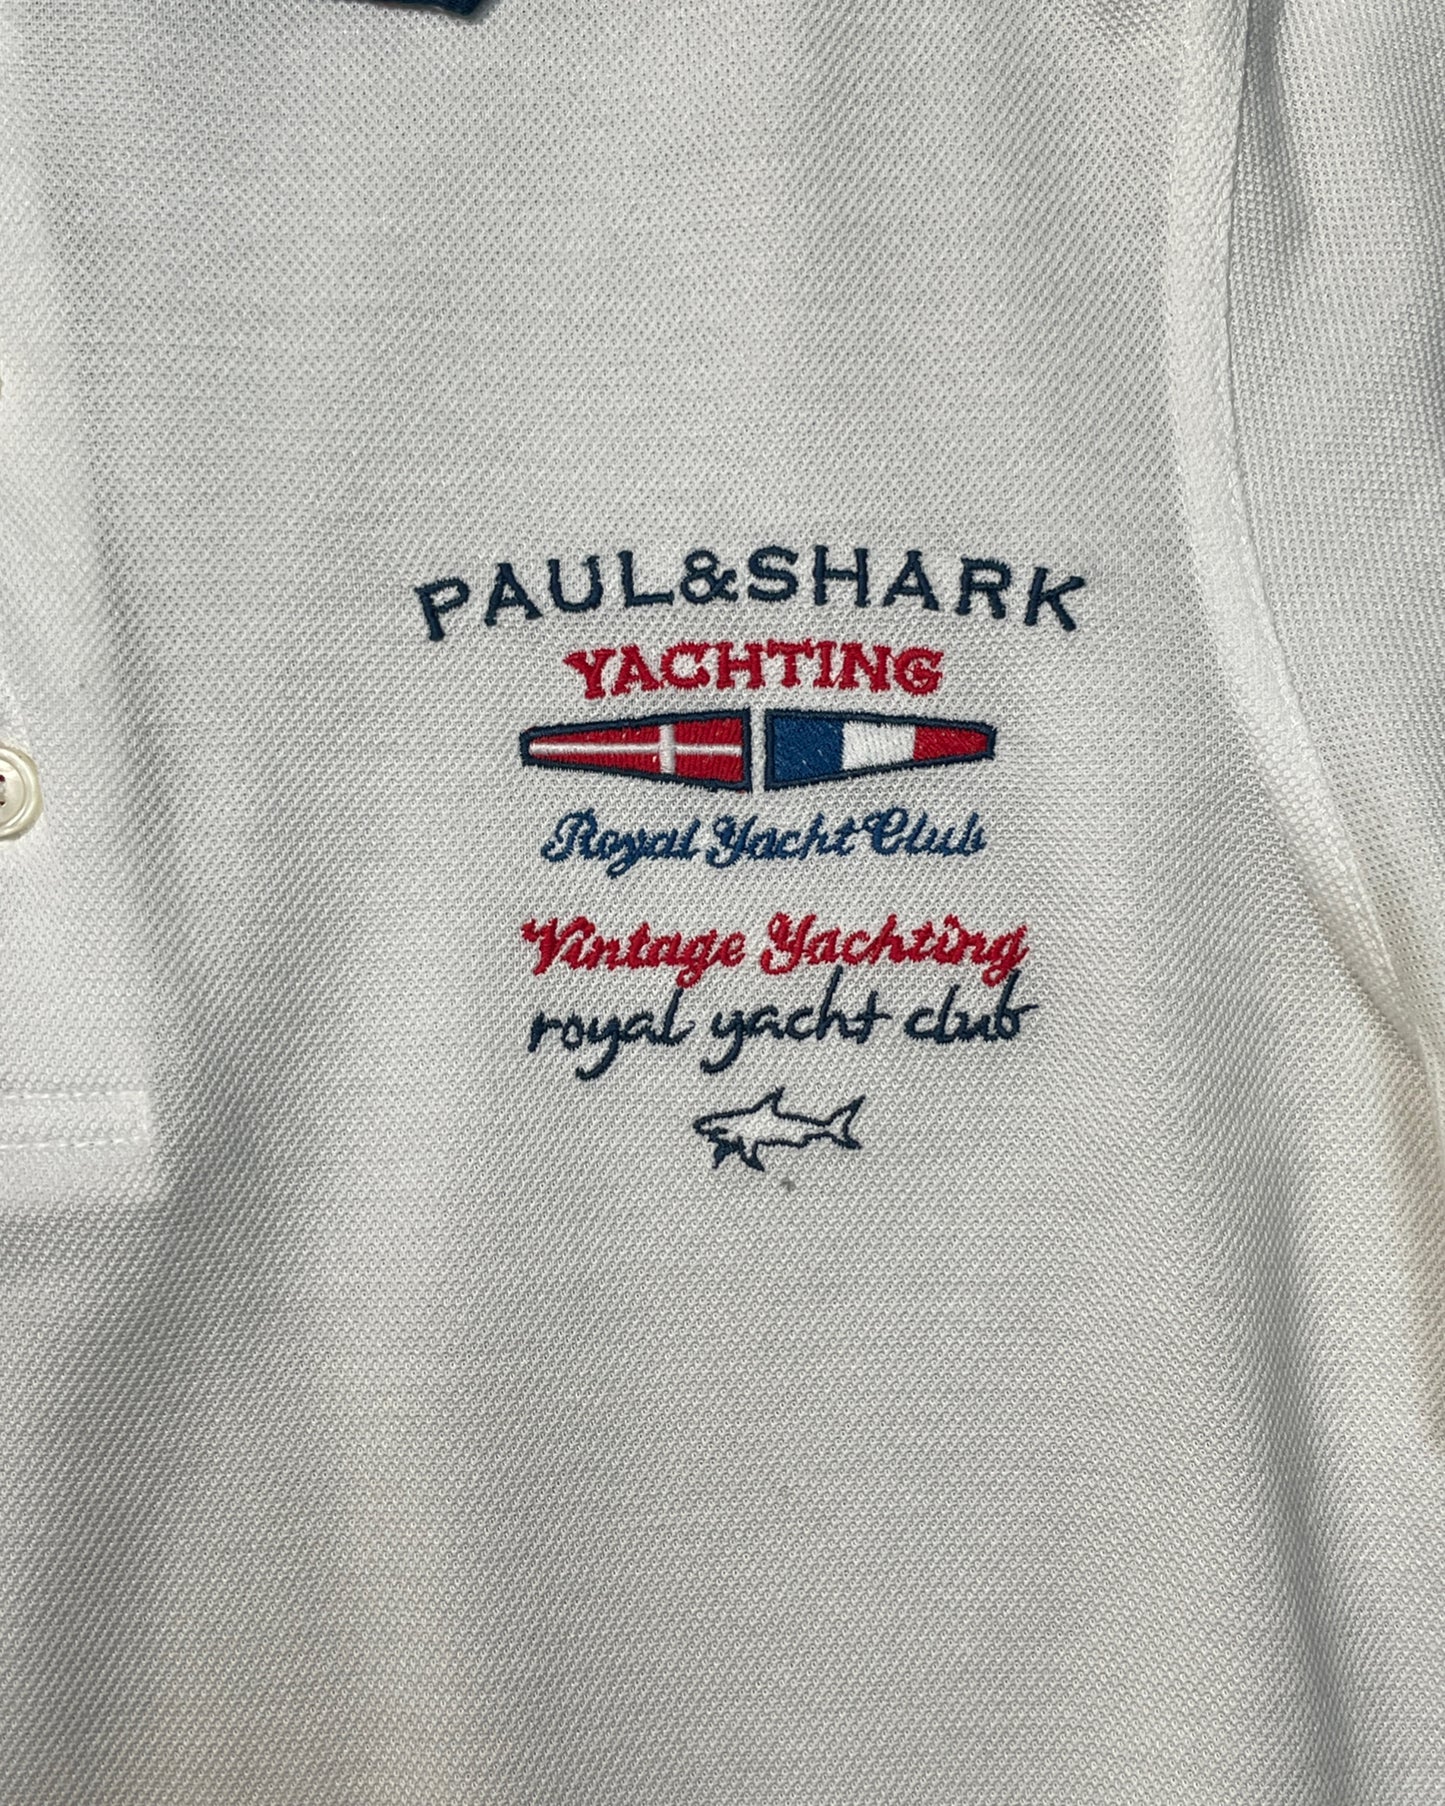 PAUL&SHARK
YACHTING
Royal Yacht Club
Vintage Yachting
royal yacht club